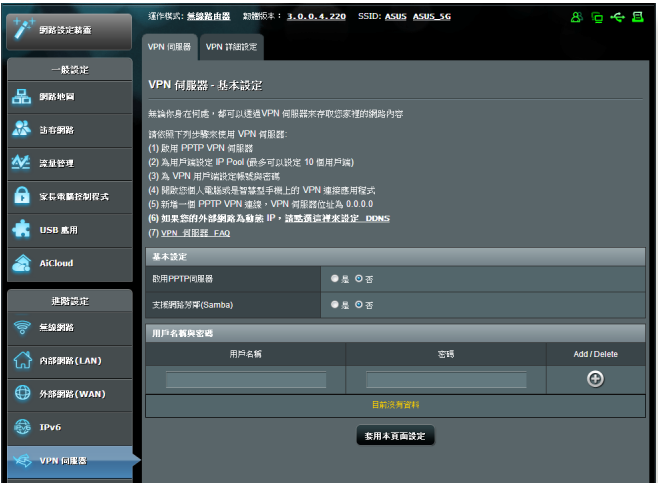 運作模式: 無線路由器 韌體版本: 3.0.0.4.220 SSID: ASUS ASUS_5G
網路設定精靈
一般設定
網路地圖
訪客網路
流量管理
家長電腦控制程式
USB 應用
AiCloud
進階設定
無線網路
內部網路(LAN)
外部網路(WAN)
IPv6
VPN 伺服器
VPN 伺服器 VPN 詳細設定
VPN 伺服器 - 基本設定
無論你身在何處，都可以透過VPN 伺服器來存取您家裡的網路內容
請依照下列步驟來使用 VPN 伺服器:
(1) 啟用 PPTP VPN 伺服器
(2) 為用戶端設定 IP Pool (最多可以設定 10 個用戶端)
(3) 為 VPN 用戶端設定帳號與密碼
(4) 開啟您個人電腦或是智慧型手機上的 VPN 連接應用程式
(5) 新增一個 PPTP VPN 連線，VPN 伺服器位址為 0.0.0.0
(6) 如果您的外部網路為動態 IP，請點選這裡來設定 DDNS
(7) VPN 伺服器 FAQ
基本設定
啟用PPTP伺服器 是 否
支援網路芳鄰(Samba) 是 否
用戶名稱與密碼
用戶名稱 密碼 Add / Delete
目前沒有資料
套用本頁面設定